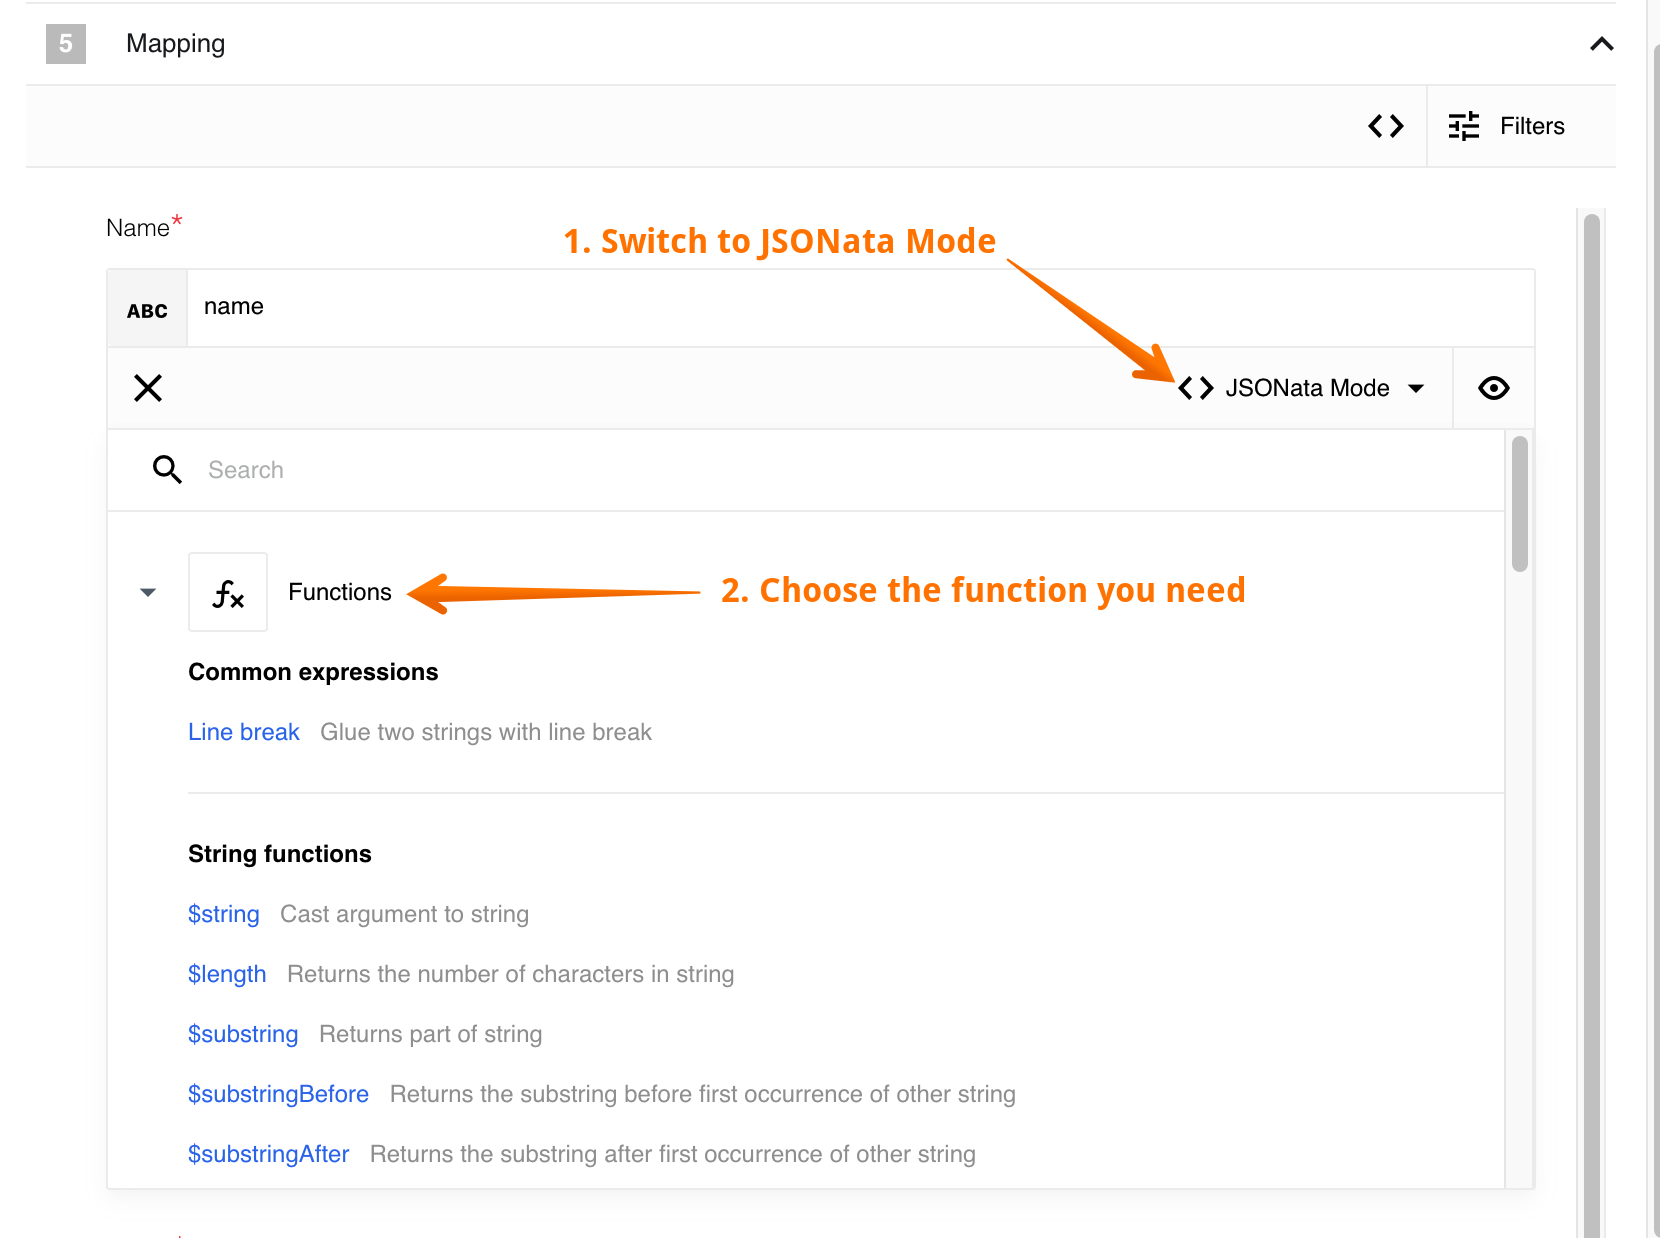 5 Mapping
Filters
Name*
1. Switch to JSONata Mode
ABC name
JSONata Mode
Search
fx Functions
2. Choose the function you need
Common expressions
Line break Glue two strings with line break
String functions
$string Cast argument to string
$length Returns the number of characters in string
$substring Returns part of string
$substringBefore Returns the substring before first occurrence of other string
$substringAfter Returns the substring after first occurrence of other string